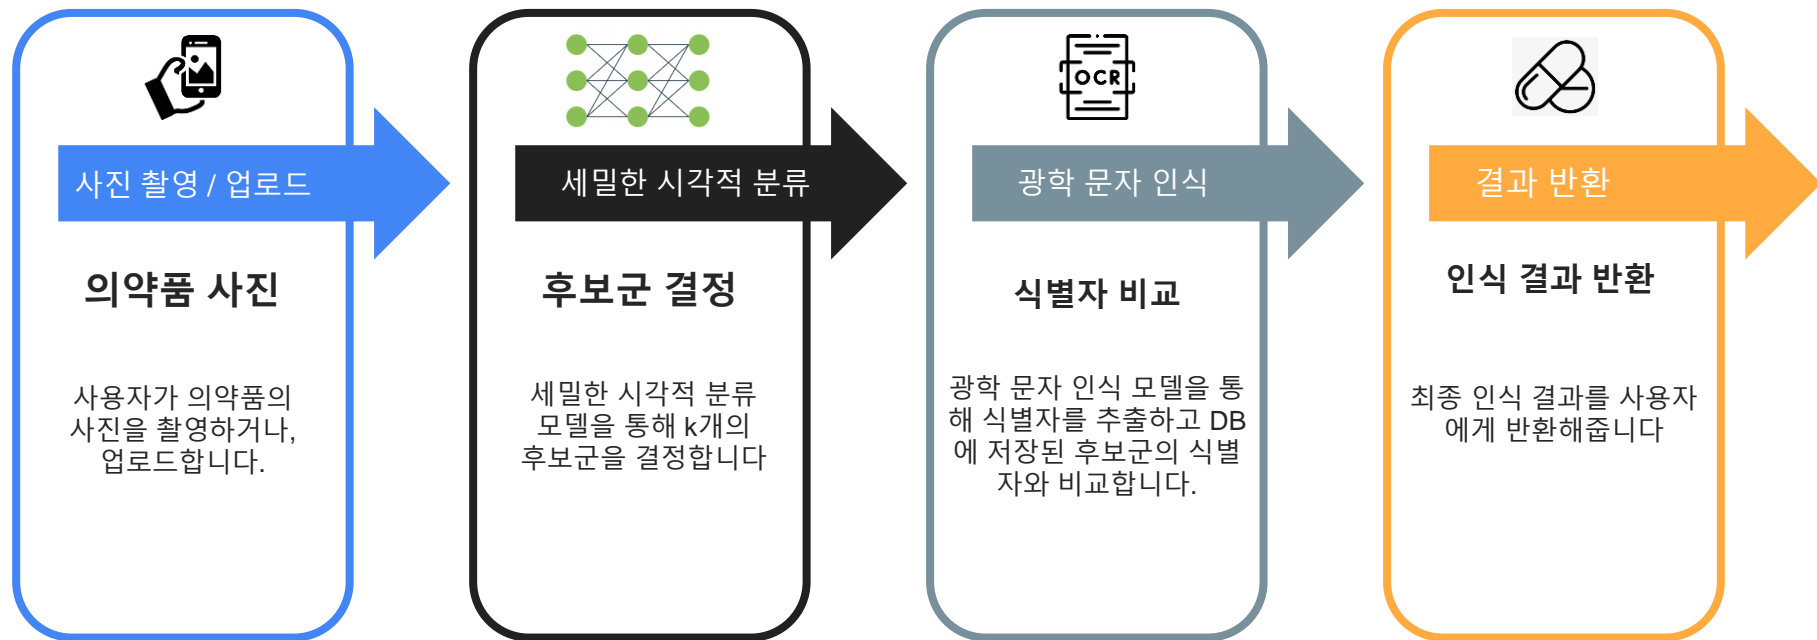 사진 촬영 / 업로드
의약품 사진
사용자가 의약품의
사진을 촬영하거나,
업로드합니다.
세밀한 시각적 분류
후보군 결정
세밀한 시각적 분류
모델을 통해 k개의
후보군을 결정합니다
OCR
광학 문자 인식
식별자 비교
광학 문자 인식 모델을 통
해 식별자를 추출하고 DB
에 저장된 후보군의 식별
자와 비교합니다.
결과 반환
인식 결과 반환
최종 인식 결과를 사용자
에게 반환해줍니다